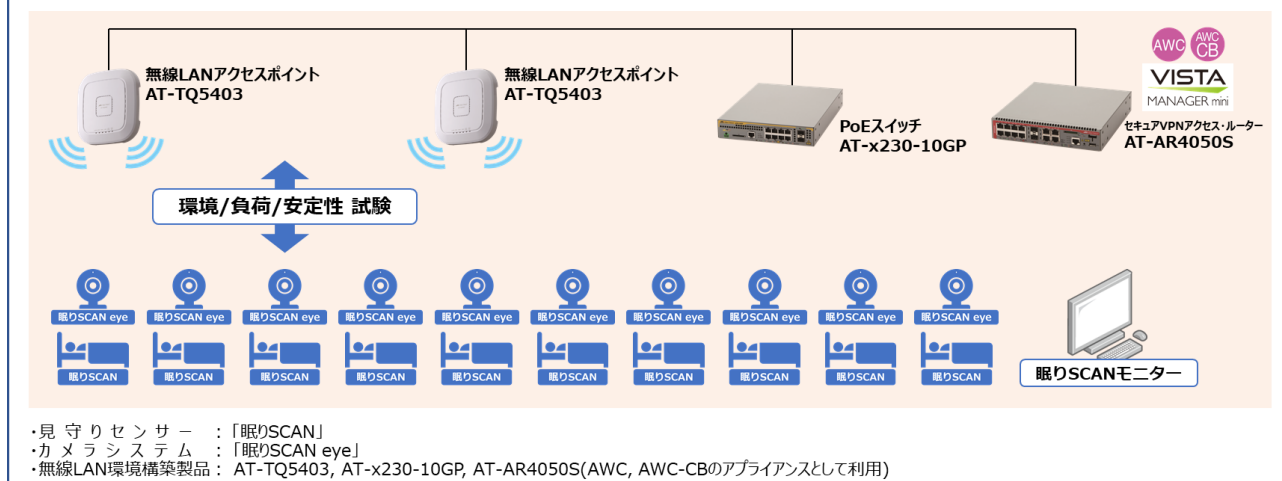 無線LANアクセスポイント
AT-TQ5403
無線LANアクセスポイント
AT-TQ5403
PoEスイッチ
AT-x230-10GP
AWC
AWC
CB
VISTA
MANAGER mini
セキュアVPNアクセス・ルーター
AT-AR4050S
環境/負荷/安定性 試験
眠りSCAN eye
眠りSCAN eye
眠りSCAN eye
眠りSCAN eye
眠りSCAN eye
眠りSCAN eye
眠りSCAN eye
眠りSCAN eye
眠りSCAN eye
眠りSCAN eye
眠りSCAN
眠りSCAN
眠りSCAN
眠りSCAN
眠りSCAN
眠りSCAN
眠りSCAN
眠りSCAN
眠りSCAN
眠りSCAN
眠りSCANモニター
・見守りセンサー ：「眠りSCAN」
・カメラシステム ：「眠りSCAN eye」
・無線LAN環境構築製品： AT-TQ5403, AT-x230-10GP, AT-AR4050S(AWC, AWC-CBのアプライアンスとして利用)